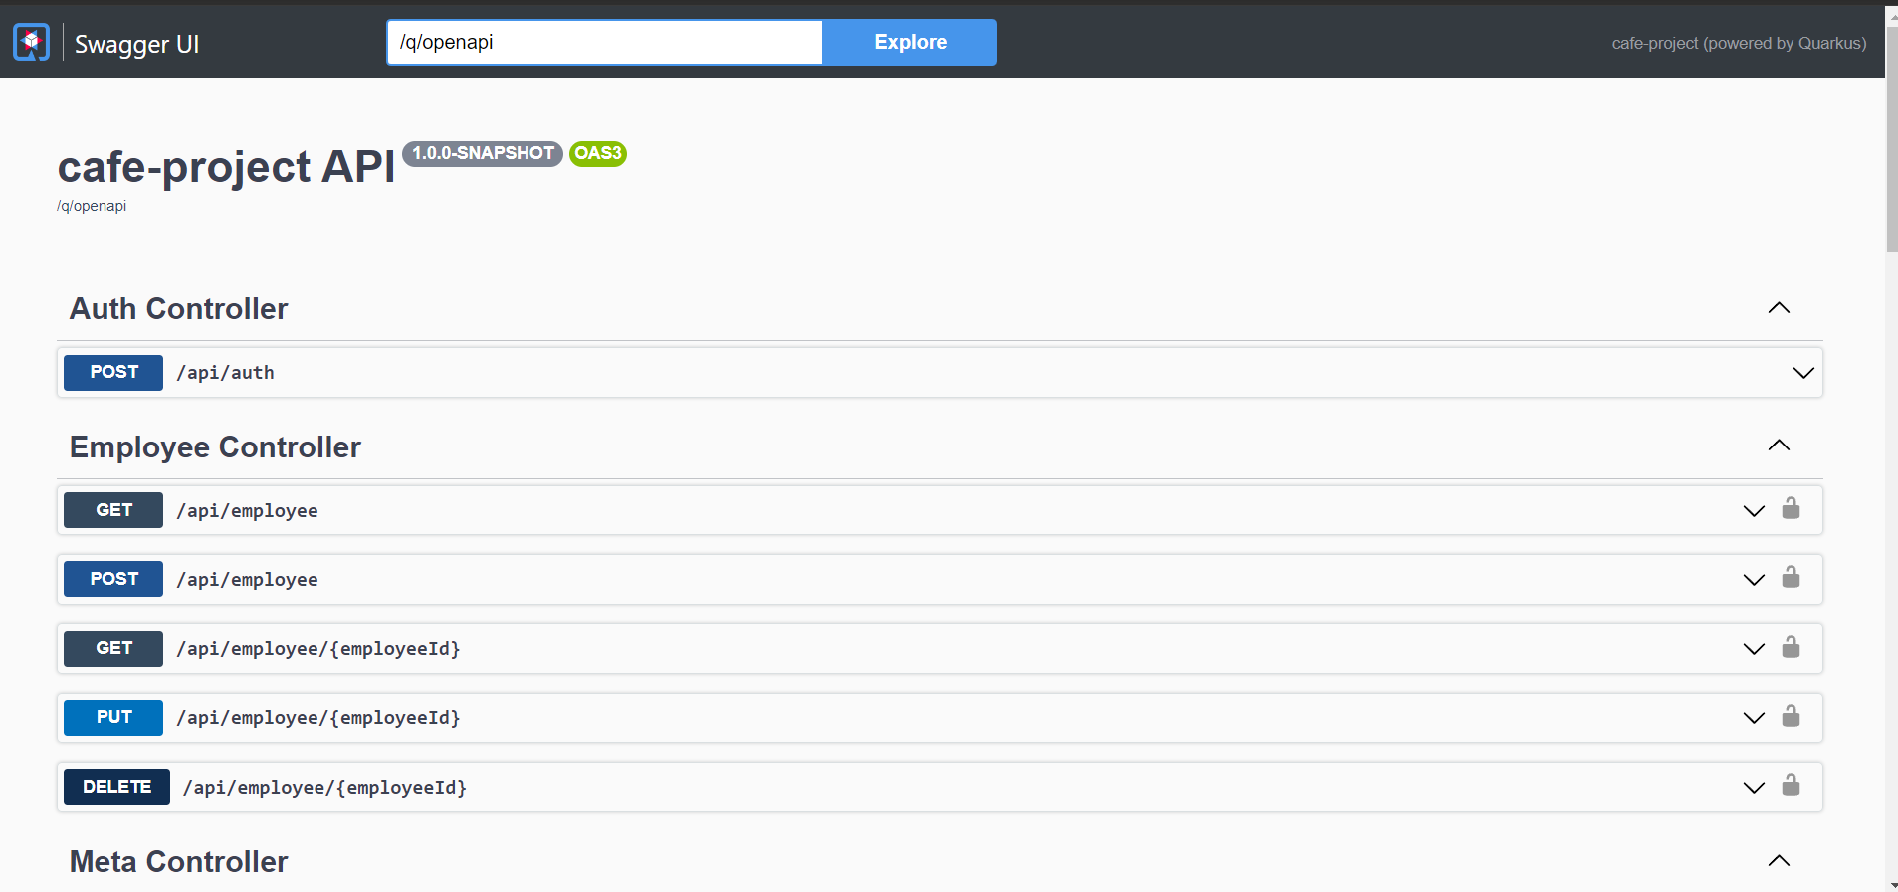 Swagger UI
/q/openapi
Explore
cafe-project (powered by Quarkus)
cafe-project API 1.0.0-SNAPSHOT OAS3
/q/openapi
Auth Controller
POST /api/auth
Employee Controller
GET /api/employee
POST /api/employee
GET /api/employee/{employeeId}
PUT /api/employee/{employeeId}
DELETE /api/employee/{employeeId}
Meta Controller